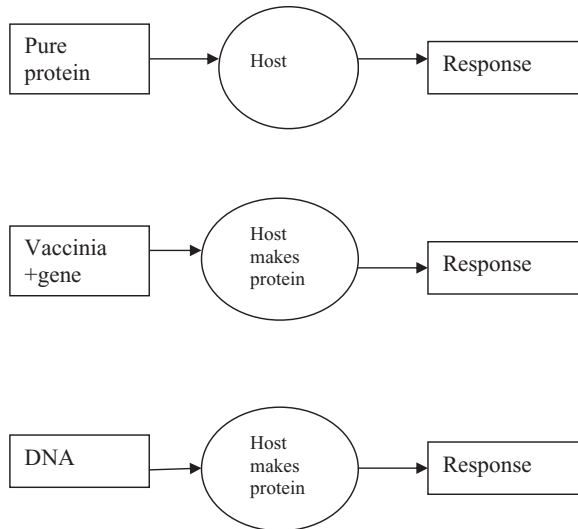 Pure
protein
Host
Response
Vaccinia
+gene
Host
makes
protein
Response
DNA
Host
makes
protein
Response